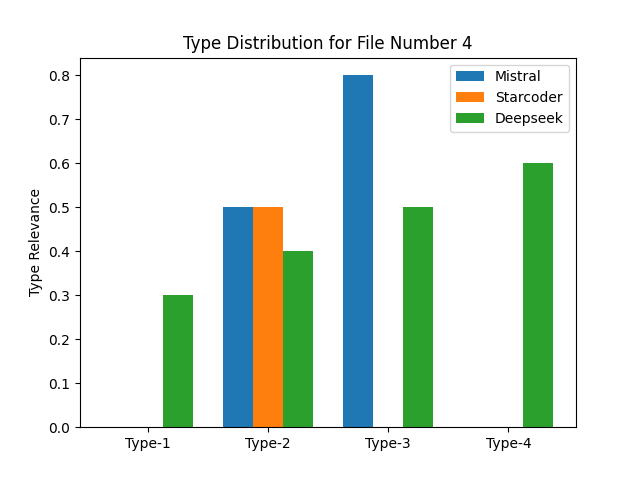 Type Distribution for File Number 4
Mistral
Starcoder
Deepseek
Type Relevance
0.8
0.7
0.6
0.5
0.4
0.3
0.2
0.1
0.0
Type-1 Type-2 Type-3 Type-4